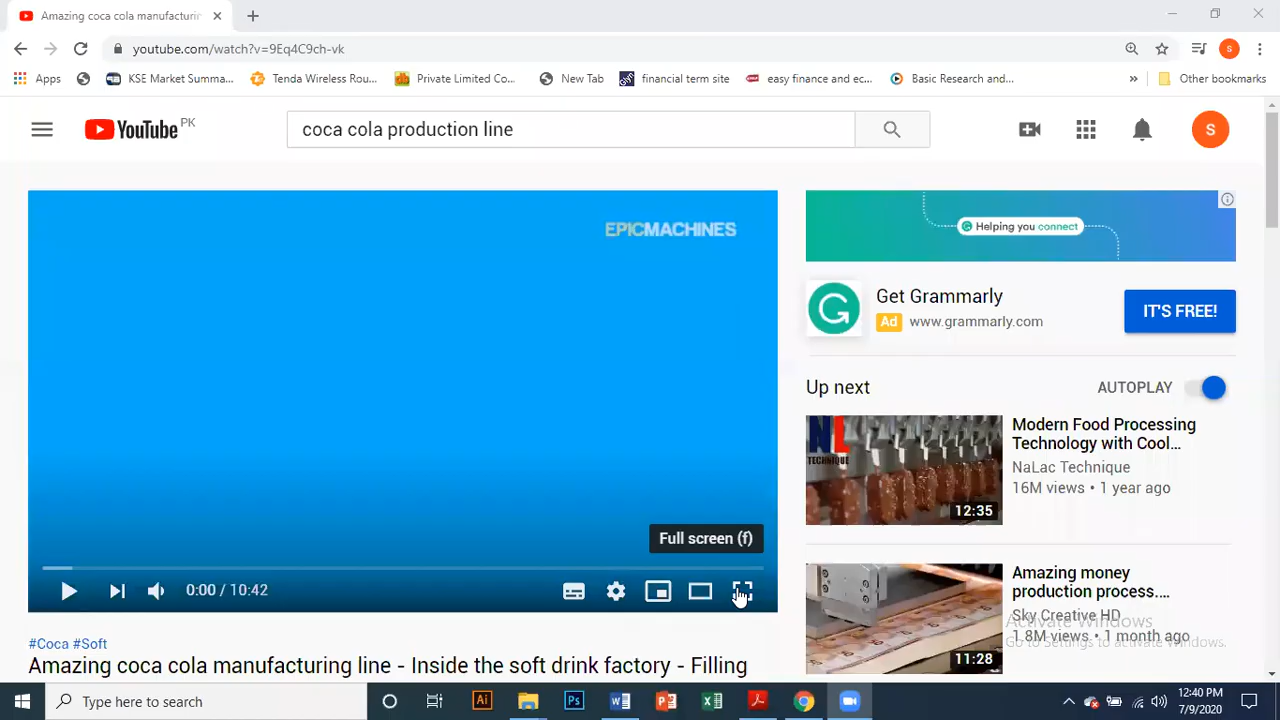 Amazing coca cola manufacturin
youtube.com/watch?v=9Eq4C9ch-vk
Apps
KSE Market Summa...
Tenda Wireless Rou...
Private Limited Co...
New Tab
financial term site
easy finance and ec...
Basic Research and...
»
Other bookmarks
YouTube PK
coca cola production line
S
S
EPICMACHINES
Helping you connect
Get Grammarly
Ad www.grammarly.com
IT'S FREE!
Up next
AUTOPLAY
NL
TECHNIQUE
12:35
Modern Food Processing
Technology with Cool...
NaLac Technique
16M views • 1 year ago
Full screen (f)
0:00 / 10:42
11:28
Amazing money
production process....
Sky Creative HD
1.8M views • 1 month ago
Activate Windows
Go to Settings to activate Windows.
#Coca #Soft
Amazing coca cola manufacturing line - Inside the soft drink factory - Filling
Type here to search
Ai
Ps
12:40 PM
7/9/2020